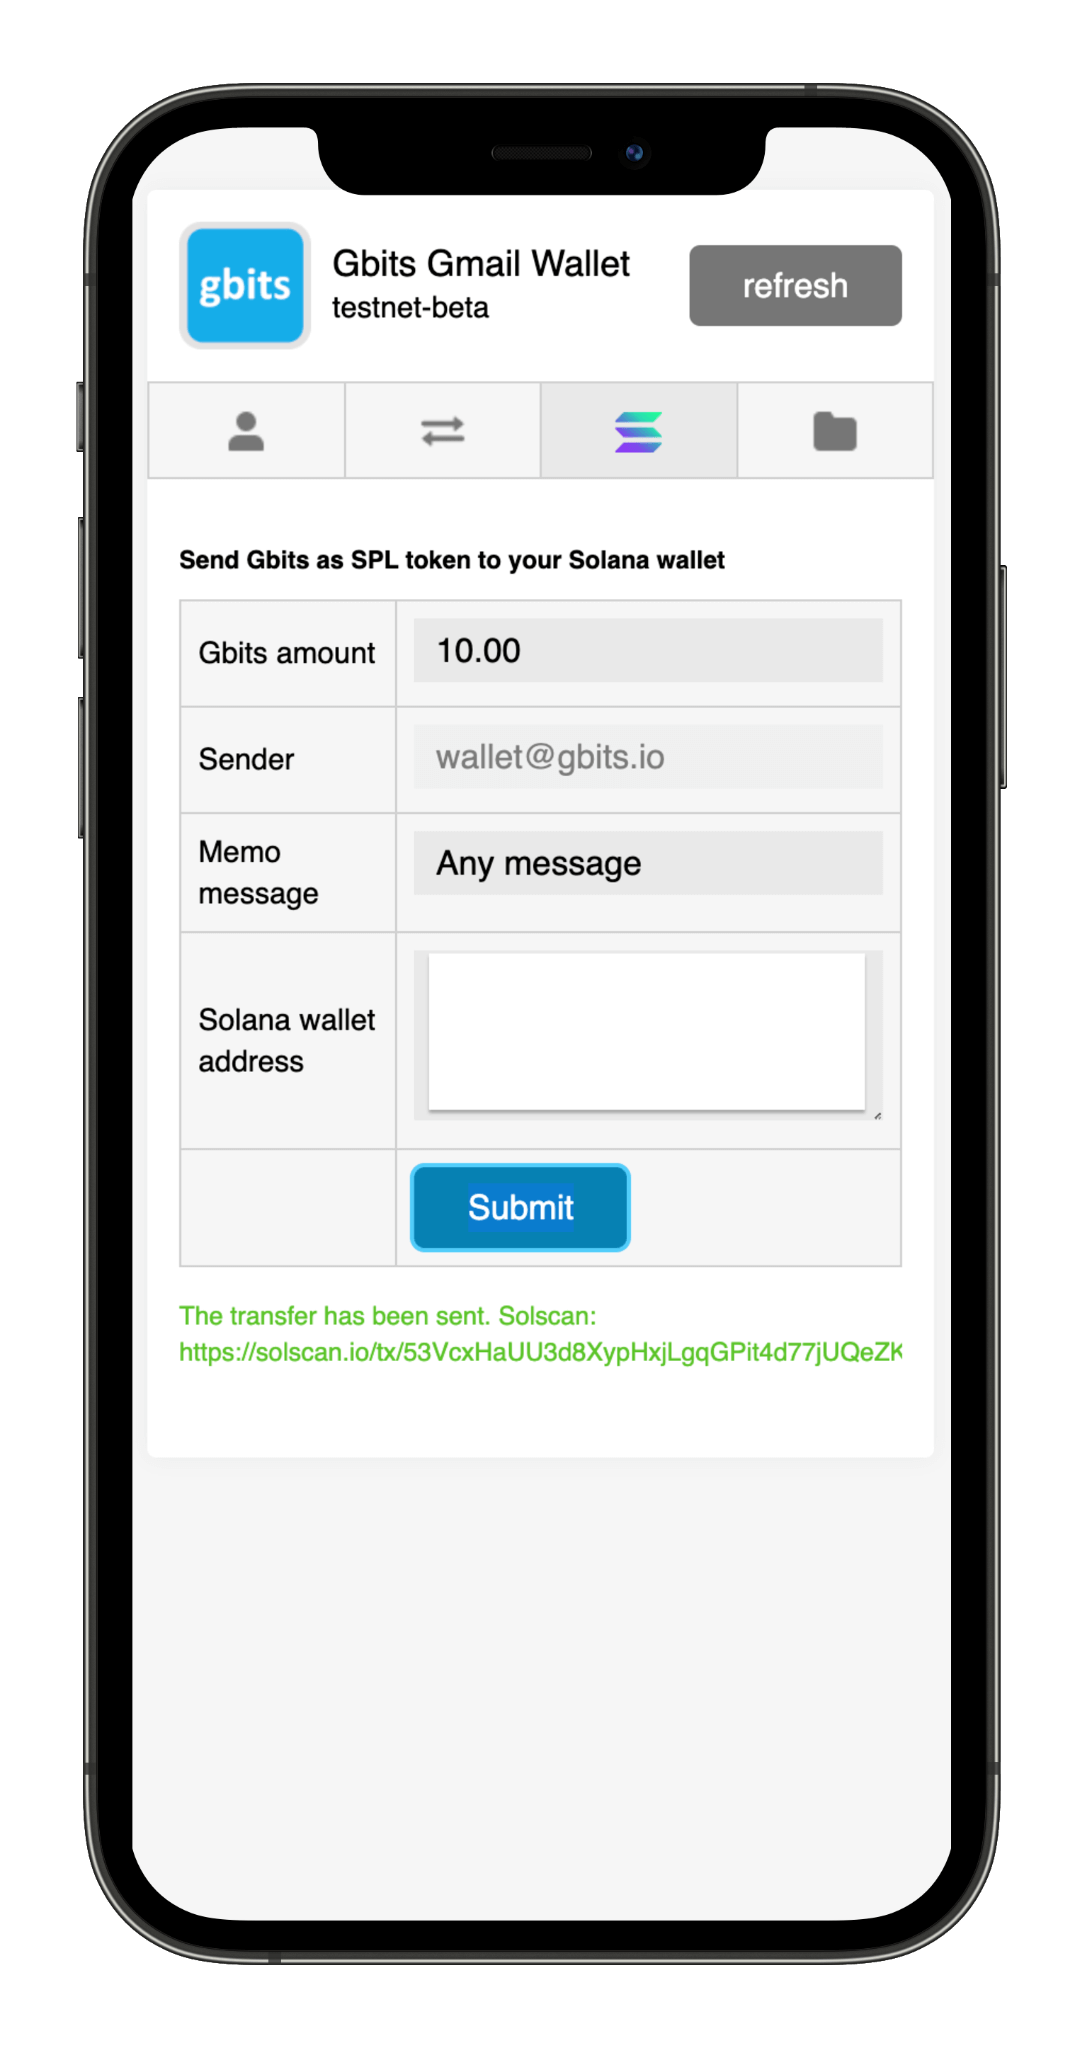 gbits
Gbits Gmail Wallet
testnet-beta
refresh
Send Gbits as SPL token to your Solana wallet
Gbits amount
10.00
Sender
wallet@gbits.io
Memo
message
Any message
Solana wallet
address
Submit
The transfer has been sent. Solscan:
https://solscan.io/tx/53VcxHaUU3d8XypHxjLgqGPit4d77jUQeZK